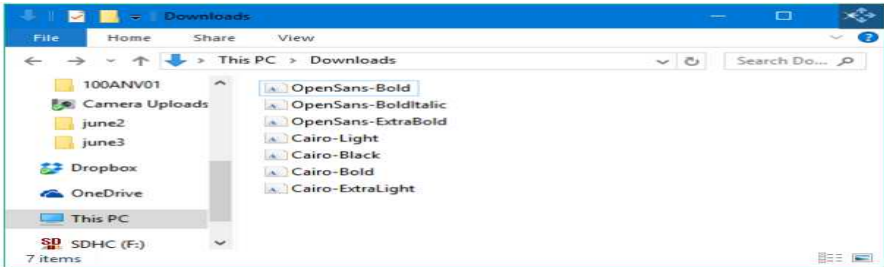 Downloads
File Home Share View
This PC > Downloads Search Do...
100ANV01
Camera Uploads
june2
june3
Dropbox
OneDrive
This PC
SD SDHC (F:)
OpenSans-Bold
OpenSans-BoldItalic
OpenSans-ExtraBold
Cairo-Light
Cairo-Black
Cairo-Bold
Cairo-ExtraLight
7 items